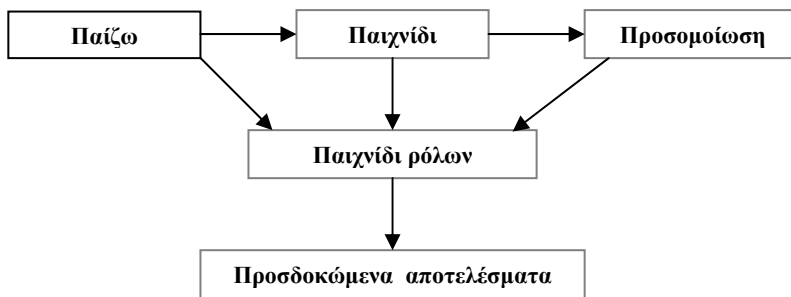 Παίζω
Παιχνίδι
Προσομοίωση
Παιχνίδι ρόλων
Προσδοκώμενα αποτελέσματα